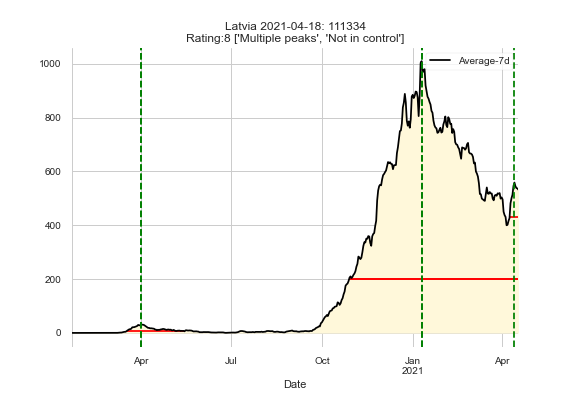 Latvia 2021-04-18: 111334
Rating:8 ['Multiple peaks', 'Not in control']
Average-7d
1000
800
600
400
200
0
Apr
Jul
Oct
Jan
2021
Apr
Date